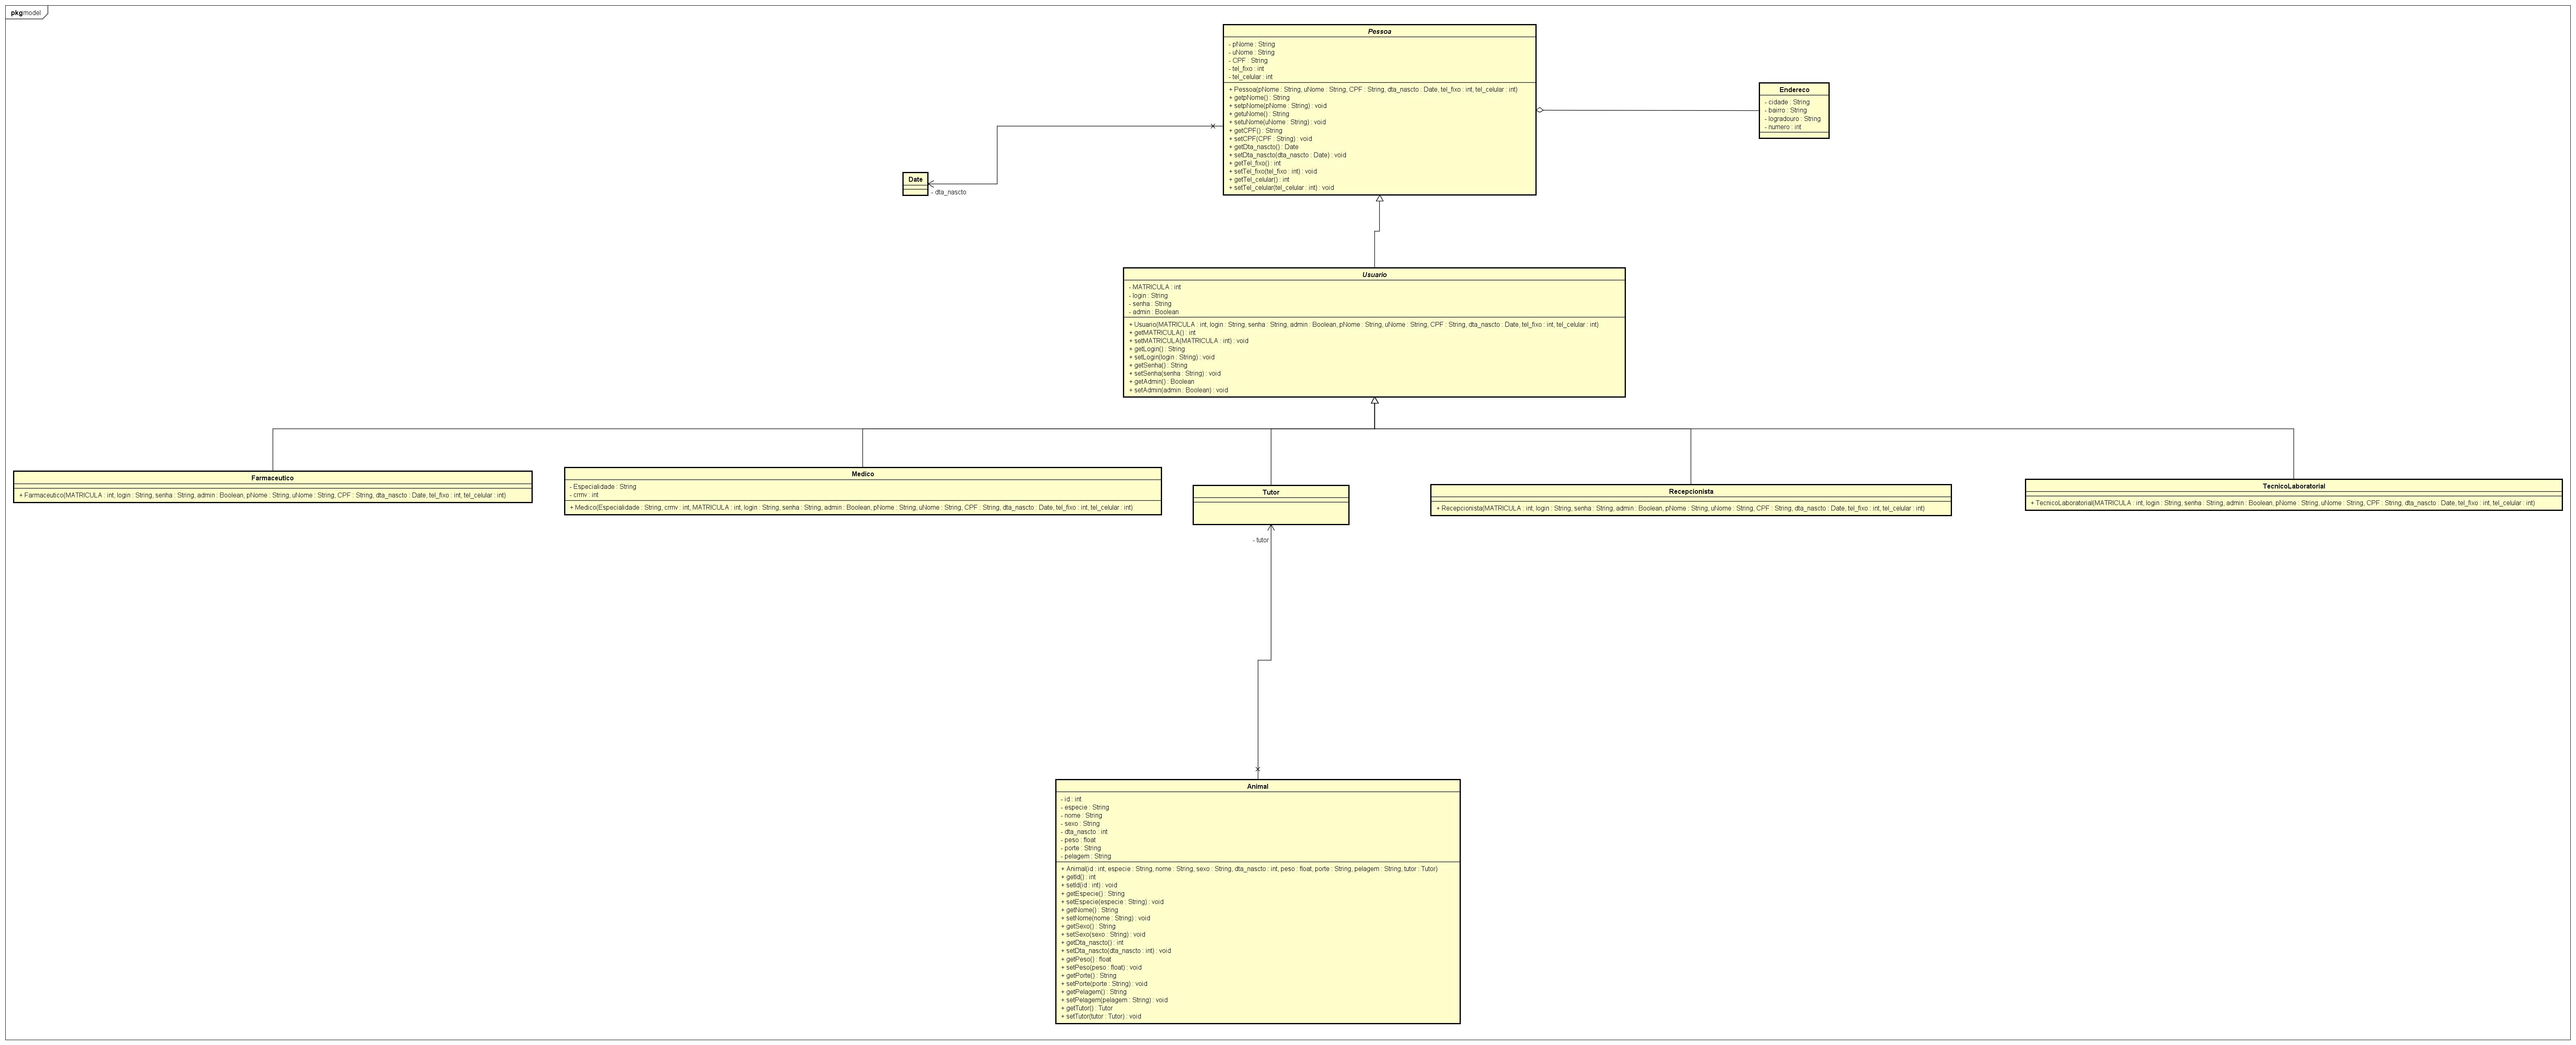 pkg model
Pessoa
- pNome : String
- uNome : String
- CPF : String
- tel_fixo : int
- tel_celular : int
+ Pessoa(pNome : String, uNome : String, CPF : String, dta_nascto : Date, tel_fixo : int, tel_celular : int)
+ getpNome() : String
+ setpNome(pNome : String) : void
+ getuNome() : String
+ setuNome(uNome : String) : void
+ getCPF() : String
+ setCPF(CPF : String) : void
+ getDta_nascto() : Date
+ setDta_nascto(dta_nascto : Date) : void
+ getTel_fixo() : int
+ setTel_fixo(tel_fixo : int) : void
+ getTel_celular() : int
+ setTel_celular(tel_celular : int) : void
Endereco
- cidade : String
- bairro : String
- logradouro : String
- numero : int
Date
- dta_nascto
Usuario
- MATRICULA : int
- login : String
- senha : String
- admin : Boolean
+ Usuario(MATRICULA : int, login : String, senha : String, admin : Boolean, pNome : String, uNome : String, CPF : String, dta_nascto : Date, tel_fixo : int, tel_celular : int)
+ getMATRICULA() : int
+ setMATRICULA(MATRICULA : int) : void
+ getLogin() : String
+ setLogin(login : String) : void
+ getSenha() : String
+ setSenha(senha : String) : void
+ getAdmin() : Boolean
+ setAdmin(admin : Boolean) : void
Farmaceutico
+ Farmaceutico(MATRICULA : int, login : String, senha : String, admin : Boolean, pNome : String, uNome : String, CPF : String, dta_nascto : Date, tel_fixo : int, tel_celular : int)
Medico
- Especialidade : String
- crmv : int
+ Medico(Especialidade : String, crmv : int, MATRICULA : int, login : String, senha : String, admin : Boolean, pNome : String, uNome : String, CPF : String, dta_nascto : Date, tel_fixo : int, tel_celular : int)
Tutor
- tutor
Recepcionista
+ Recepcionista(MATRICULA : int, login : String, senha : String, admin : Boolean, pNome : String, uNome : String, CPF : String, dta_nascto : Date, tel_fixo : int, tel_celular : int)
TecnicoLaboratorial
+ TecnicoLaboratorial(MATRICULA : int, login : String, senha : String, admin : Boolean, pNome : String, uNome : String, CPF : String, dta_nascto : Date, tel_fixo : int, tel_celular : int)
Animal
- id : int
- especie : String
- nome : String
- sexo : String
- dta_nascto : int
- peso : float
- porte : String
- pelagem : String
+ Animal(id : int, especie : String, nome : String, sexo : String, dta_nascto : int, peso : float, porte : String, pelagem : String, tutor : Tutor)
+ getId() : int
+ setId(id : int) : void
+ getEspecie() : String
+ setEspecie(especie : String) : void
+ getNome() : String
+ setNome(nome : String) : void
+ getSexo() : String
+ setSexo(sexo : String) : void
+ getDta_nascto() : int
+ setDta_nascto(dta_nascto : int) : void
+ getPeso() : float
+ setPeso(peso : float) : void
+ getPorte() : String
+ setPorte(porte : String) : void
+ getPelagem() : String
+ setPelagem(pelagem : String) : void
+ getTutor() : Tutor
+ setTutor(tutor : Tutor) : void